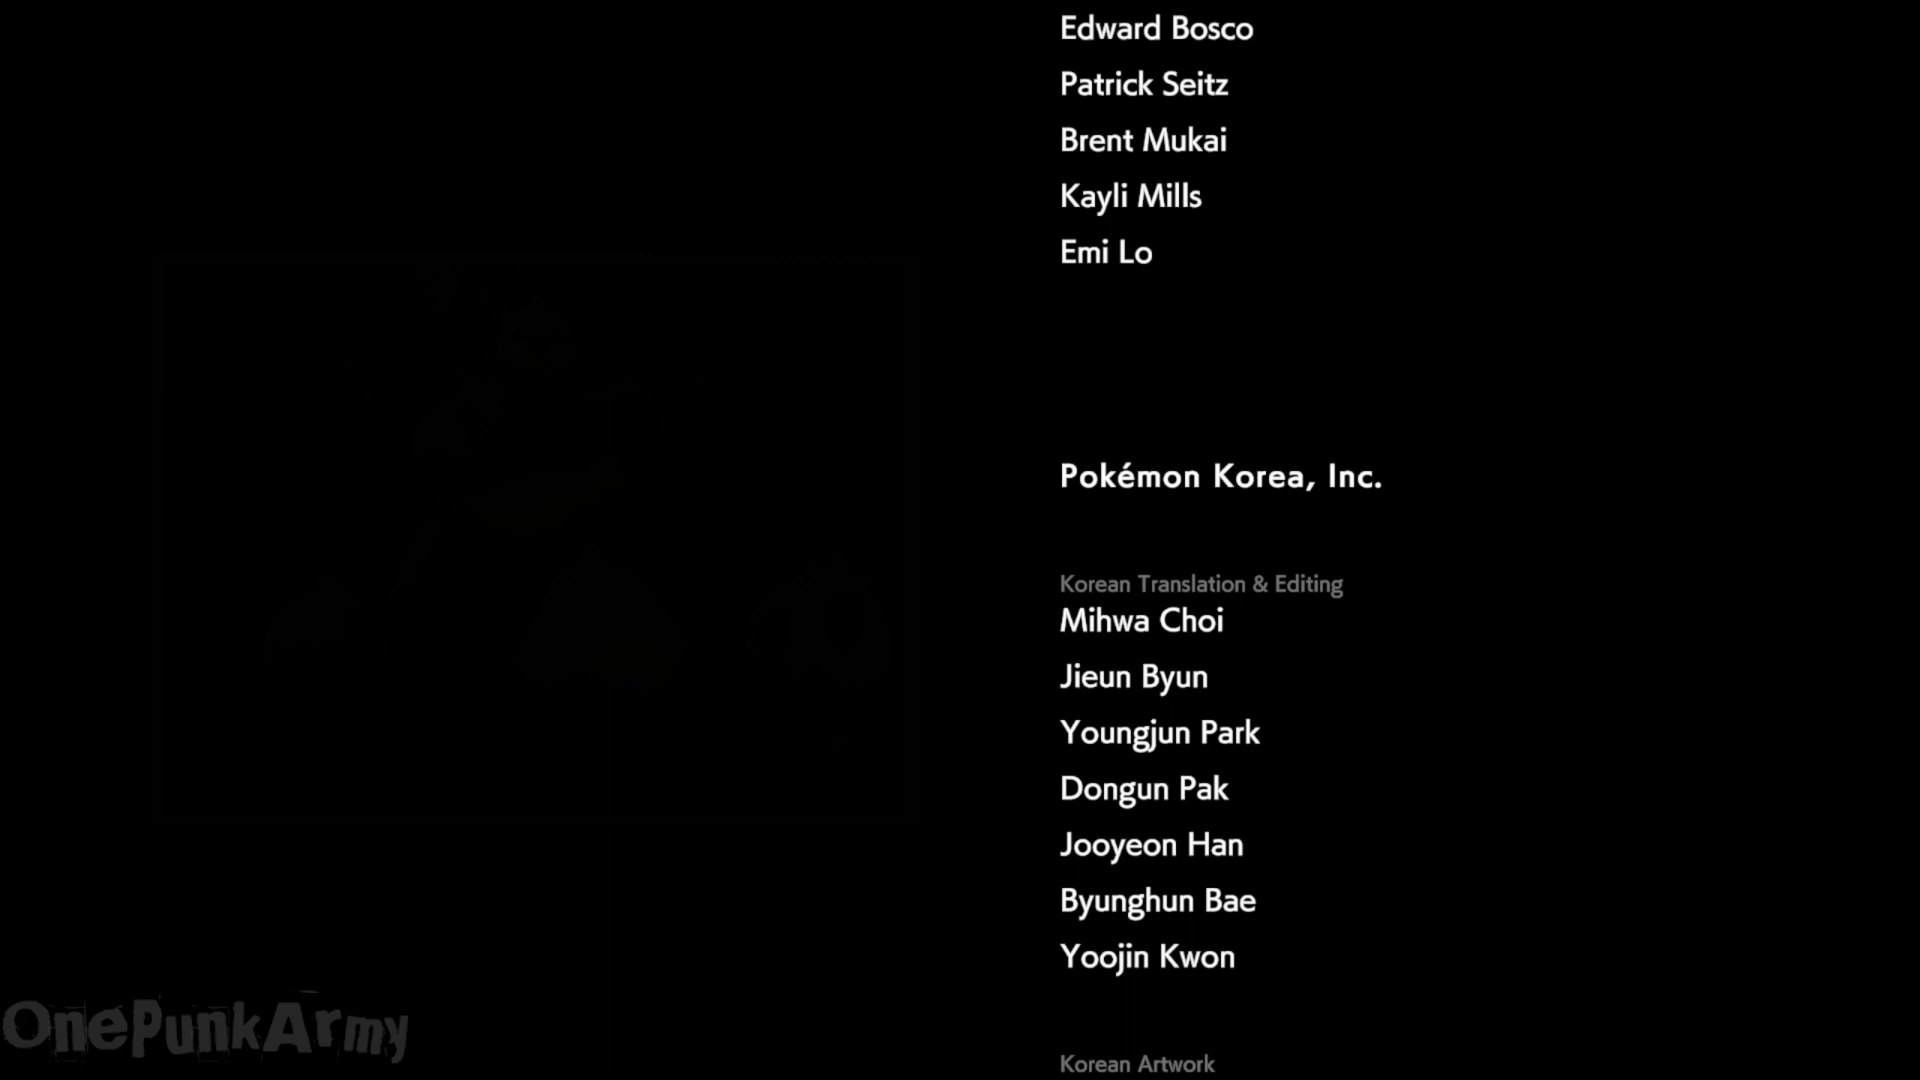 Edward Bosco
Patrick Seitz
Brent Mukai
Kayli Mills
Emi Lo
Pokémon Korea, Inc.
Korean Translation & Editing
Mihwa Choi
Jieun Byun
Youngjun Park
Dongun Pak
Jooyeon Han
Byunghun Bae
Yoojin Kwon
Korean Artwork
OnePunkArmy